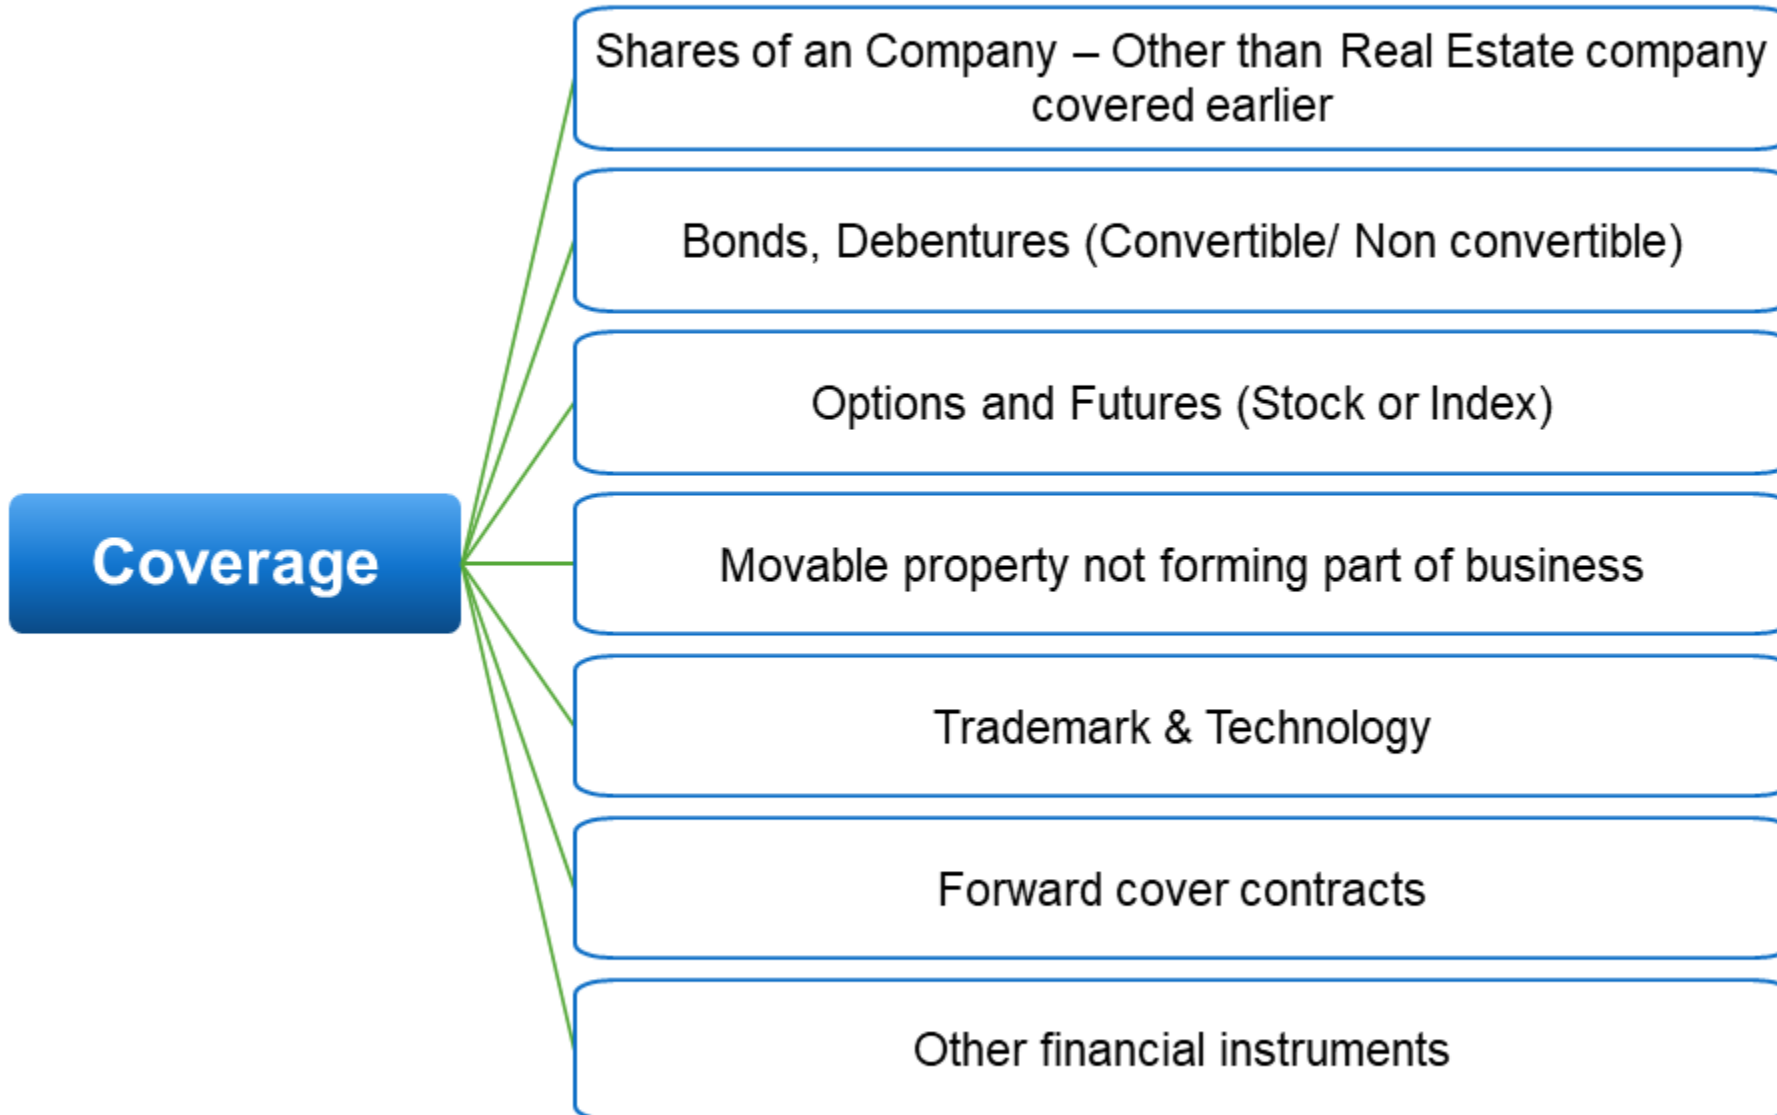 Coverage
Shares of an Company – Other than Real Estate company
covered earlier
Bonds, Debentures (Convertible/ Non convertible)
Options and Futures (Stock or Index)
Movable property not forming part of business
Trademark & Technology
Forward cover contracts
Other financial instruments